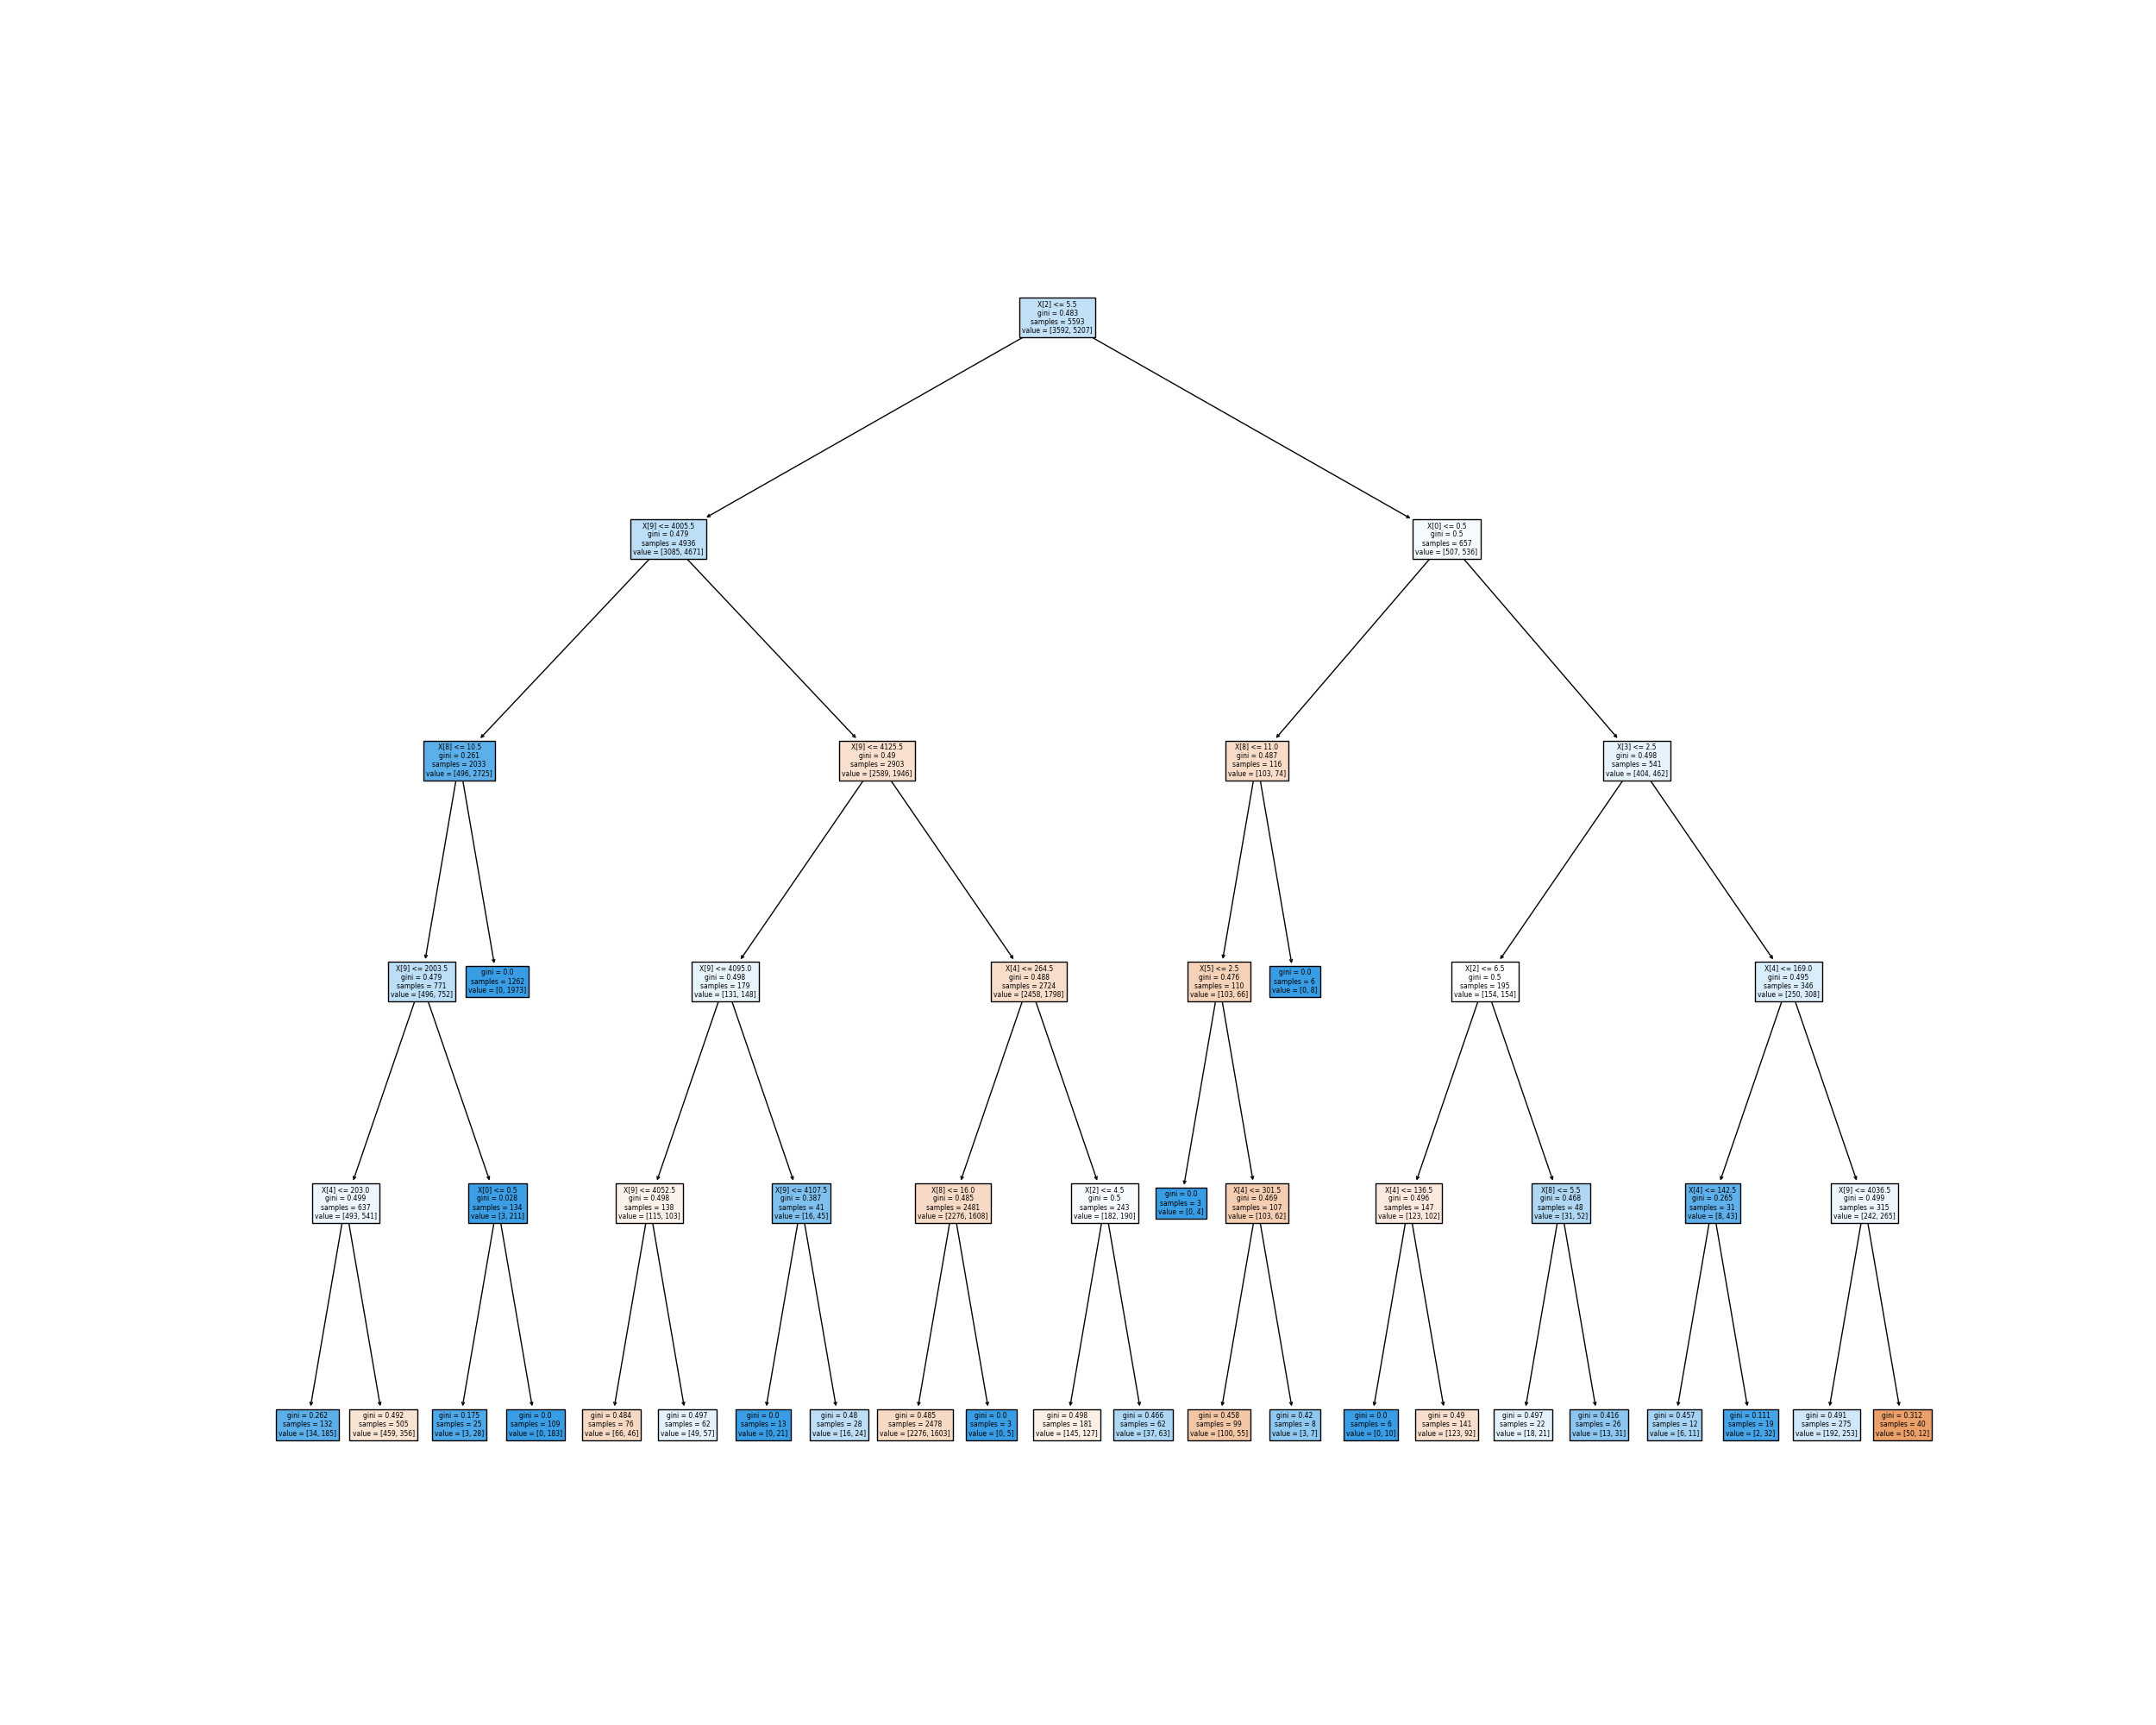 X[2] <= 5.5
gini = 0.483
samples = 5593
value = [3592, 5207]
X[9] <= 4005.5
gini = 0.479
samples = 4936
value = [3085, 4671]
X[0] <= 0.5
gini = 0.5
samples = 657
value = [507, 536]
X[8] <= 10.5
gini = 0.261
samples = 2033
value = [496, 2725]
X[9] <= 4125.5
gini = 0.49
samples = 2903
value = [2589, 1946]
X[8] <= 11.0
gini = 0.487
samples = 116
value = [103, 74]
X[3] <= 2.5
gini = 0.498
samples = 541
value = [404, 462]
X[9] <= 2003.5
gini = 0.479
samples = 771
value = [496, 752]
gini = 0.0
samples = 1262
value = [0, 1973]
X[9] <= 4095.0
gini = 0.498
samples = 179
value = [131, 148]
X[4] <= 264.5
gini = 0.488
samples = 2724
value = [2458, 1798]
X[5] <= 2.5
gini = 0.476
samples = 110
value = [103, 66]
gini = 0.0
samples = 6
value = [0, 8]
X[2] <= 6.5
gini = 0.5
samples = 195
value = [154, 154]
X[4] <= 169.0
gini = 0.495
samples = 346
value = [250, 308]
X[4] <= 203.0
gini = 0.499
samples = 637
value = [493, 541]
X[0] <= 0.5
gini = 0.028
samples = 134
value = [3, 211]
X[9] <= 4052.5
gini = 0.498
samples = 138
value = [115, 103]
X[9] <= 4107.5
gini = 0.387
samples = 41
value = [16, 45]
X[8] <= 16.0
gini = 0.485
samples = 2481
value = [2276, 1608]
X[2] <= 4.5
gini = 0.5
samples = 243
value = [182, 190]
gini = 0.0
samples = 3
value = [0, 4]
X[4] <= 301.5
gini = 0.469
samples = 107
value = [103, 62]
X[4] <= 136.5
gini = 0.496
samples = 147
value = [123, 102]
X[8] <= 5.5
gini = 0.468
samples = 48
value = [31, 52]
X[4] <= 142.5
gini = 0.265
samples = 31
value = [8, 43]
X[9] <= 4036.5
gini = 0.499
samples = 315
value = [242, 265]
gini = 0.262
samples = 132
value = [34, 185]
gini = 0.492
samples = 505
value = [459, 356]
gini = 0.175
samples = 25
value = [3, 28]
gini = 0.0
samples = 109
value = [0, 183]
gini = 0.484
samples = 76
value = [66, 46]
gini = 0.497
samples = 62
value = [49, 57]
gini = 0.0
samples = 13
value = [0, 21]
gini = 0.48
samples = 28
value = [16, 24]
gini = 0.485
samples = 2478
value = [2276, 1603]
gini = 0.0
samples = 3
value = [0, 5]
gini = 0.498
samples = 181
value = [145, 127]
gini = 0.466
samples = 62
value = [37, 63]
gini = 0.458
samples = 99
value = [100, 55]
gini = 0.42
samples = 8
value = [3, 7]
gini = 0.0
samples = 6
value = [0, 10]
gini = 0.49
samples = 141
value = [123, 92]
gini = 0.497
samples = 22
value = [18, 21]
gini = 0.416
samples = 26
value = [13, 31]
gini = 0.457
samples = 12
value = [6, 11]
gini = 0.111
samples = 19
value = [2, 32]
gini = 0.491
samples = 275
value = [192, 253]
gini = 0.312
samples = 40
value = [50, 12]